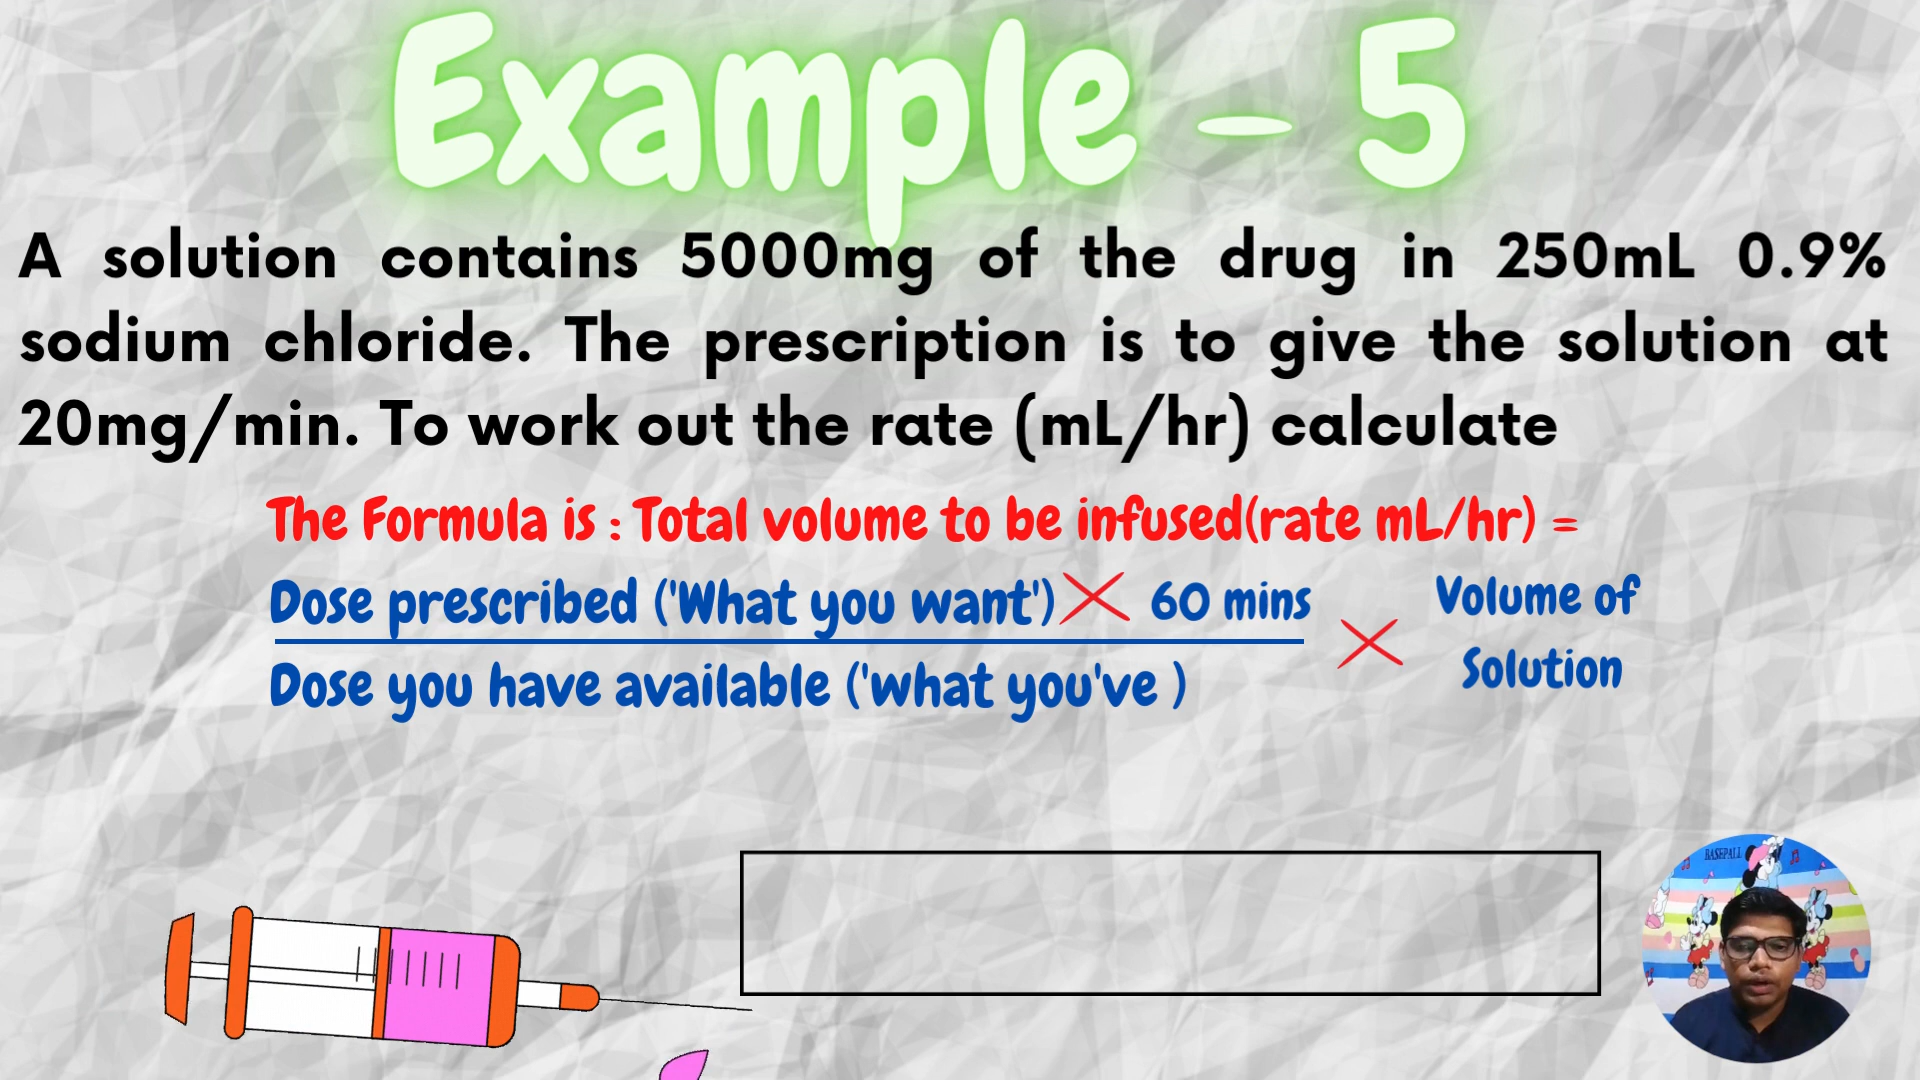 Example - 5
A solution contains 5000mg of the drug in 250mL 0.9%
sodium chloride. The prescription is to give the solution at
20mg/min. To work out the rate (mL/hr) calculate
The Formula is : Total volume to be infused(rate mL/hr) =
Dose prescribed ('What you want') × 60 mins
Dose you have available ('what you've )
× Volume of
Solution
BASEPALL